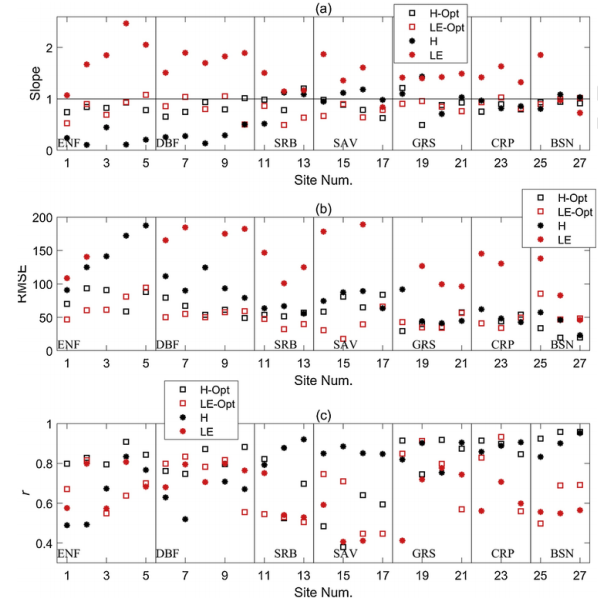 (a)
H-Opt
LE-Opt
H
LE
Slope
2
1
0
ENF DBF SRB SAV GRS CRP BSN
1 3 5 7 9 11 13 15 17 19 21 23 25 27
Site Num.
(b)
H-Opt
LE-Opt
H
LE
RMSE
200
150
100
50
0
ENF DBF SRB SAV GRS CRP BSN
1 3 5 7 9 11 13 15 17 19 21 23 25 27
Site Num.
(c)
H-Opt
LE-Opt
H
LE
r
1
0.8
0.6
0.4
ENF DBF SRB SAV GRS CRP BSN
1 3 5 7 9 11 13 15 17 19 21 23 25 27
Site Num.